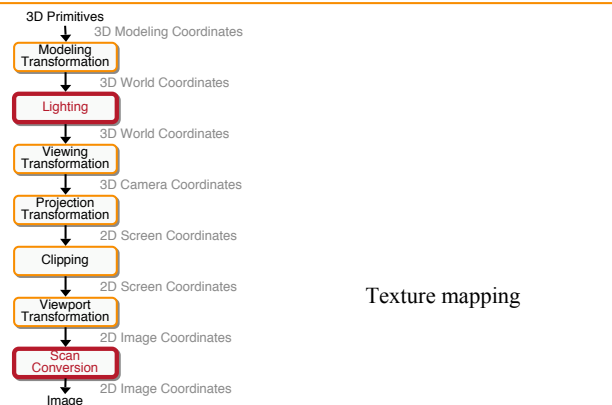 3D Primitives
3D Modeling Coordinates
Modeling
Transformation
3D World Coordinates
Lighting
3D World Coordinates
Viewing
Transformation
3D Camera Coordinates
Projection
Transformation
2D Screen Coordinates
Clipping
2D Screen Coordinates
Viewport
Transformation
Texture mapping
2D Image Coordinates
Scan
Conversion
2D Image Coordinates
Image